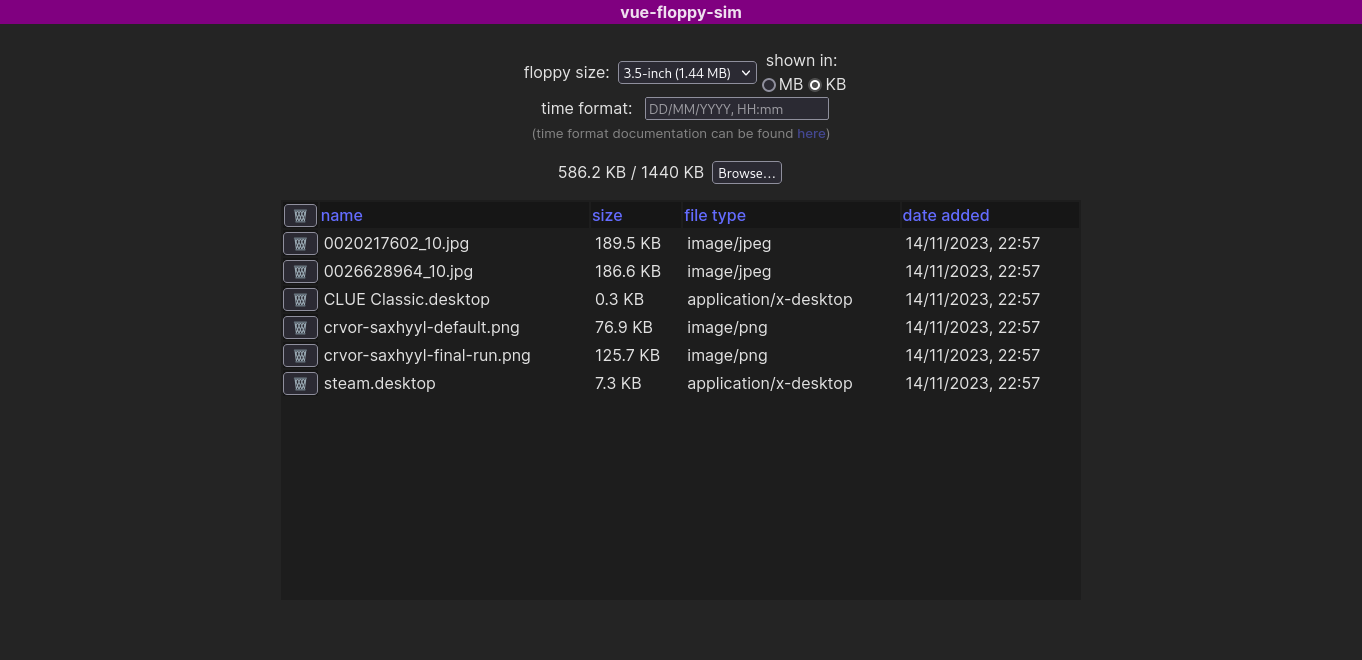 vue-floppy-sim
shown in:
floppy size: 3.5-inch (1.44 MB)
MB KB
time format: DD/MM/YYYY, HH:mm
(time format documentation can be found here)
586.2 KB / 1440 KB Browse...
name size file type date added
0020217602_10.jpg 189.5 KB image/jpeg 14/11/2023, 22:57
0026628964_10.jpg 186.6 KB image/jpeg 14/11/2023, 22:57
CLUE Classic.desktop 0.3 KB application/x-desktop 14/11/2023, 22:57
crvor-saxhyyl-default.png 76.9 KB image/png 14/11/2023, 22:57
crvor-saxhyyl-final-run.png 125.7 KB image/png 14/11/2023, 22:57
steam.desktop 7.3 KB application/x-desktop 14/11/2023, 22:57